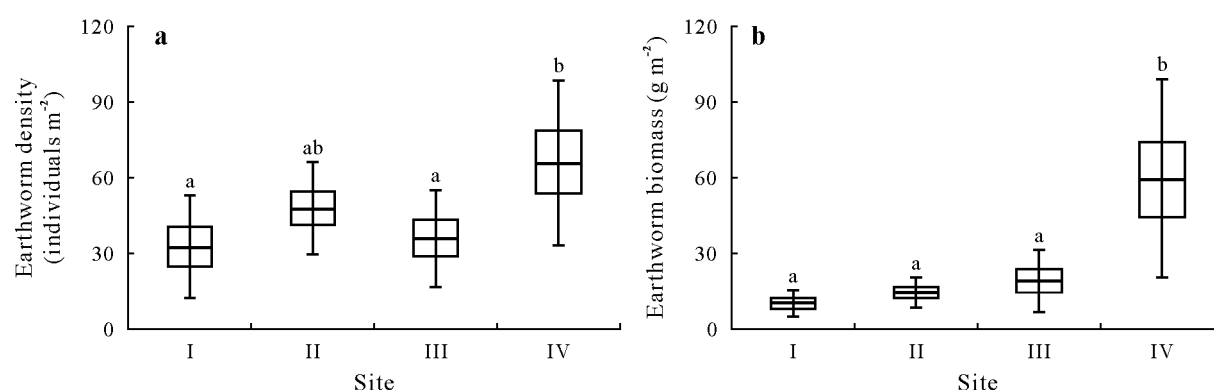 a
Earthworm density
(individuals m⁻²)
120
90
60
30
0
a
ab
a
b
I II III IV
Site
b
Earthworm biomass (g m⁻²)
120
90
60
30
0
a
a
a
b
I II III IV
Site